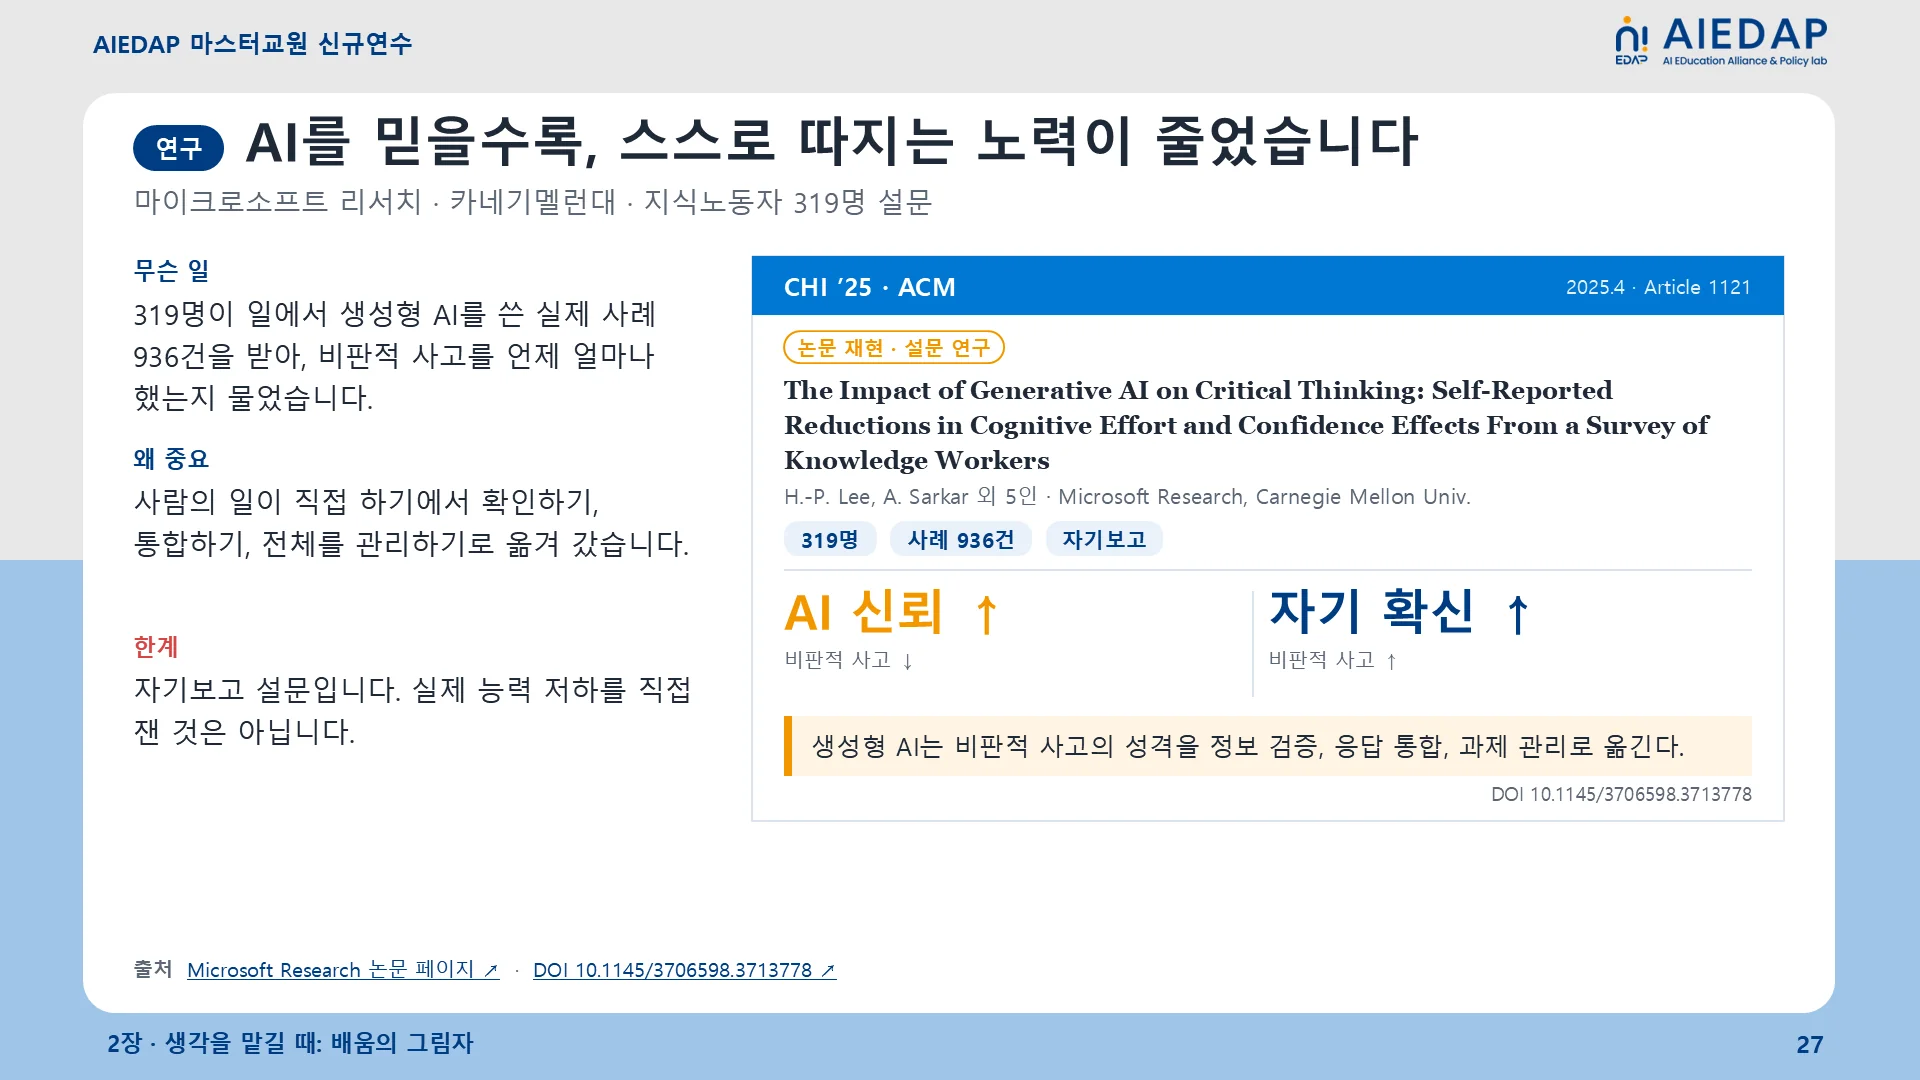 AIEDAP 마스터교원 신규연수
AIEDAP
EDAP
AI EDucation Alliance & Policy lab
연구
AI를 믿을수록, 스스로 따지는 노력이 줄었습니다
마이크로소프트 리서치 · 카네기멜런대 · 지식노동자 319명 설문
무슨 일
319명이 일에서 생성형 AI를 쓴 실제 사례
936건을 받아, 비판적 사고를 언제 얼마나
했는지 물었습니다.
왜 중요
사람의 일이 직접 하기에서 확인하기,
통합하기, 전체를 관리하기로 옮겨 갔습니다.
한계
자기보고 설문입니다. 실제 능력 저하를 직접
잰 것은 아닙니다.
CHI ’25 · ACM
2025.4 · Article 1121
논문 재현 · 설문 연구
The Impact of Generative AI on Critical Thinking: Self-Reported
Reductions in Cognitive Effort and Confidence Effects From a Survey of
Knowledge Workers
H.-P. Lee, A. Sarkar 외 5인 · Microsoft Research, Carnegie Mellon Univ.
319명
사례 936건
자기보고
AI 신뢰 ↑
비판적 사고 ↓
자기 확신 ↑
비판적 사고 ↑
생성형 AI는 비판적 사고의 성격을 정보 검증, 응답 통합, 과제 관리로 옮긴다.
DOI 10.1145/3706598.3713778
출처 Microsoft Research 논문 페이지 ↗ · DOI 10.1145/3706598.3713778 ↗
2장 · 생각을 맡길 때: 배움의 그림자
27